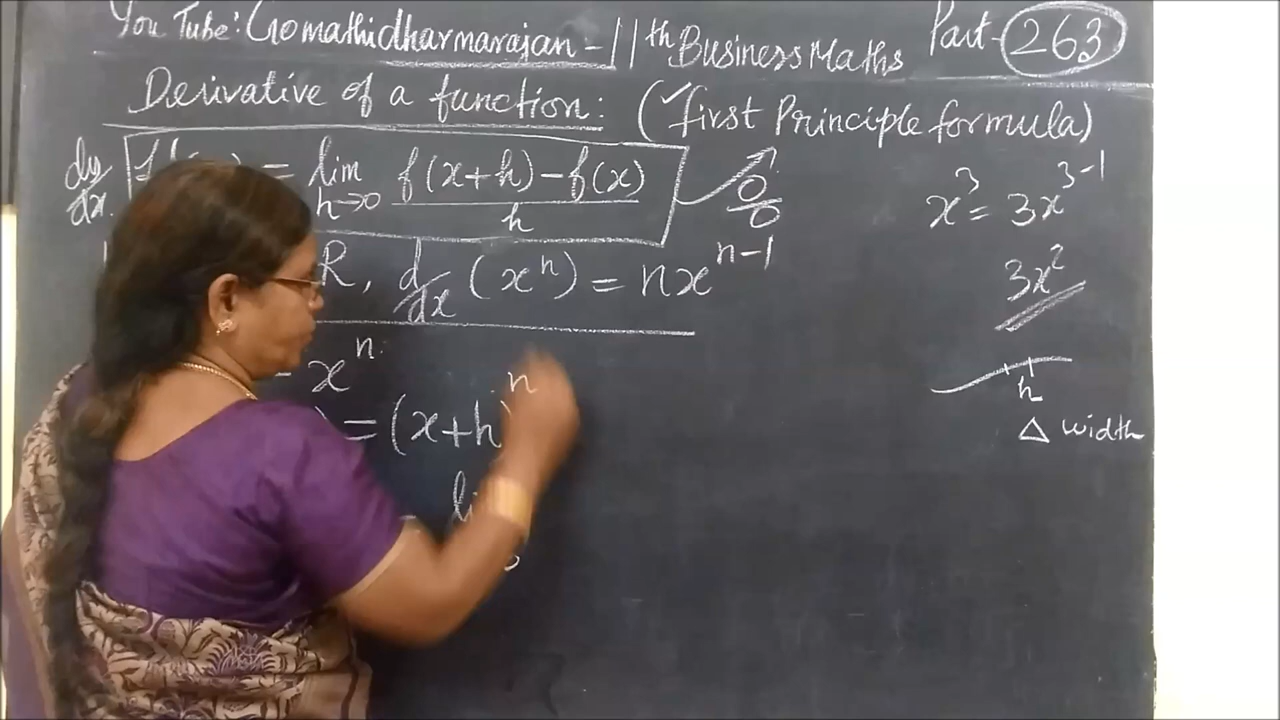 You Tube: Gomathidharmarajan - 11th Business Maths Part - 263
Derivative of a function: (✓First Principle formula)
dy/dx = lim h→0 f(x+h) - f(x) / h 0/0
R, d/dx (xⁿ) = nxⁿ⁻¹
= xⁿ
= (x+h)ⁿ
x³ = 3x³⁻¹
3x²
h
Δ width